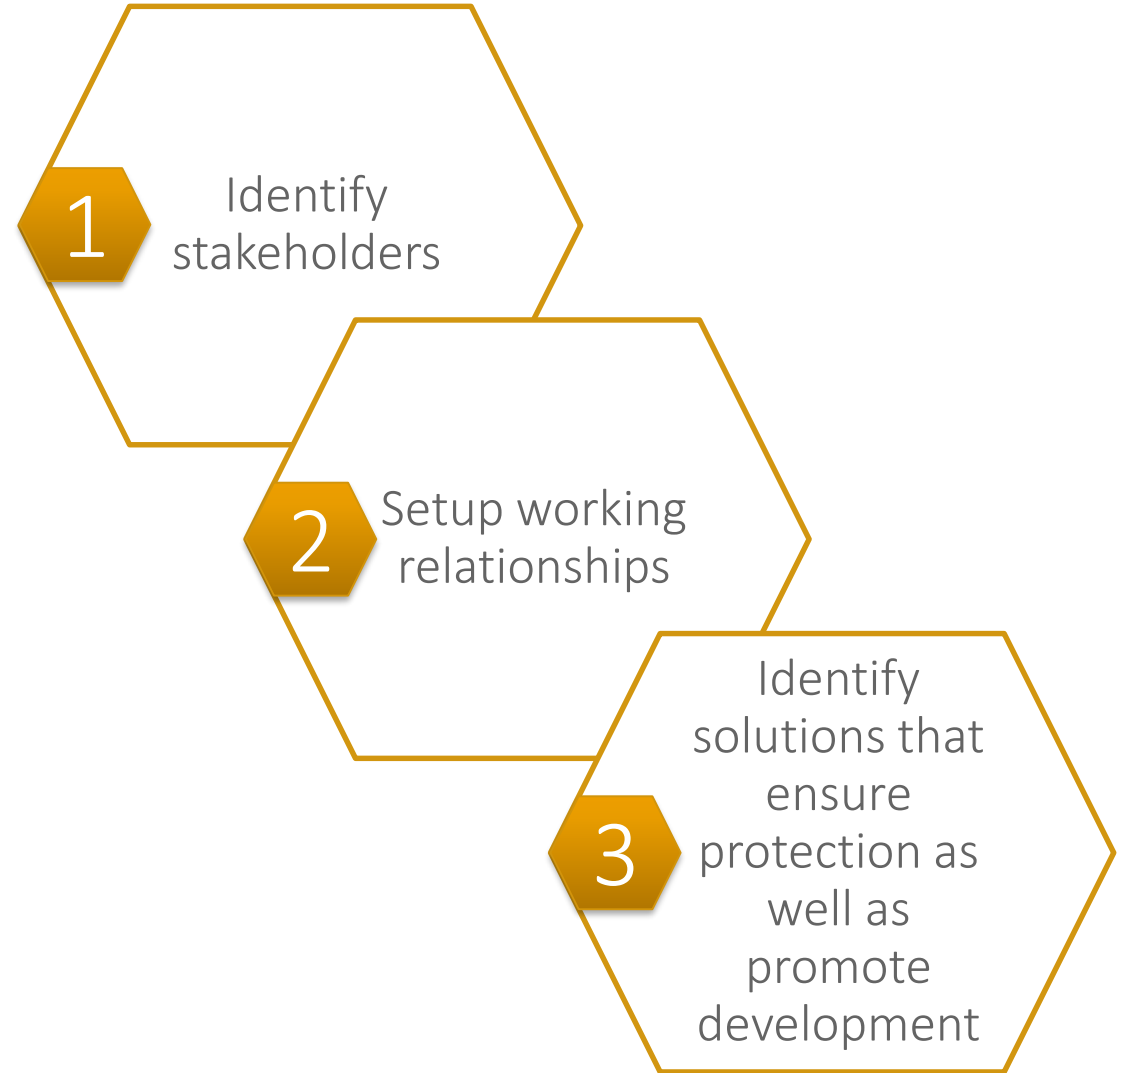 1
Identify
stakeholders
2
Setup working
relationships
3
Identify
solutions that
ensure
protection as
well as
promote
development